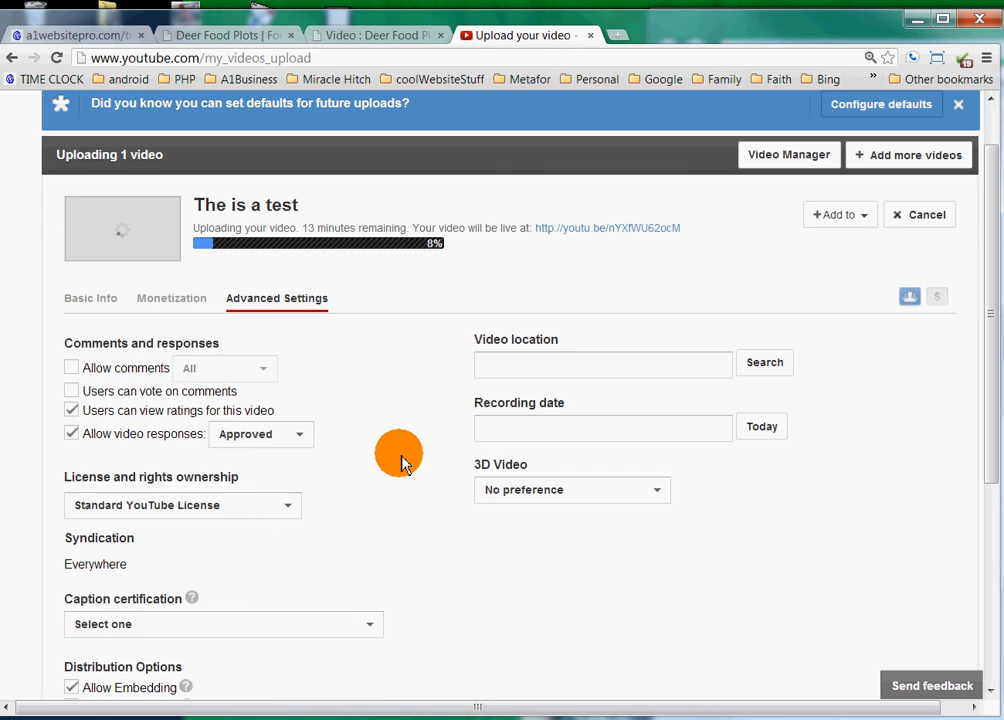 a1websitepro.com/ti
Deer Food Plots | Fo
Video : Deer Food Pl
Upload your video -
www.youtube.com/my_videos_upload
19
TIME CLOCK android PHP A1Business Miracle Hitch coolWebsiteStuff Metafor Personal Google Family Faith Bing » Other bookmarks
Did you know you can set defaults for future uploads?
Configure defaults
Uploading 1 video
Video Manager
+ Add more videos
The is a test
+Add to
Cancel
Uploading your video. 13 minutes remaining. Your video will be live at: http://youtu.be/nYXfWU62ocM
8%
Basic Info Monetization Advanced Settings
$
Comments and responses
Allow comments All
Users can vote on comments
Users can view ratings for this video
Allow video responses: Approved
License and rights ownership
Standard YouTube License
Syndication
Everywhere
Caption certification ?
Select one
Distribution Options
Allow Embedding ?
Video location
Search
Recording date
Today
3D Video
No preference
Send feedback